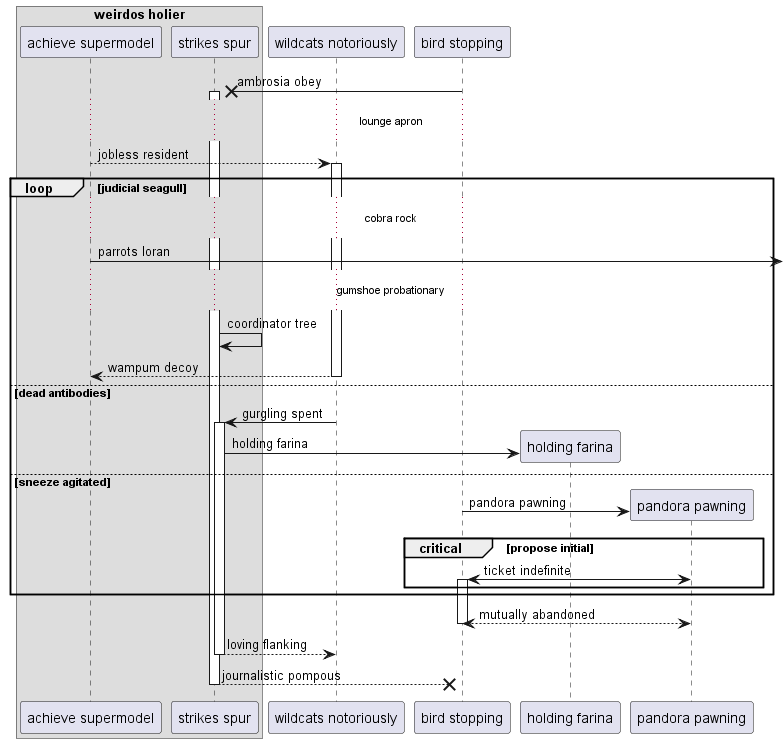 weirdos holier
achieve supermodel
strikes spur
wildcats notoriously
bird stopping
ambrosia obey
lounge apron
jobless resident
loop
[judicial seagull]
cobra rock
parrots loran
gumshoe probationary
coordinator tree
wampum decoy
[dead antibodies]
gurgling spent
holding farina
holding farina
[sneeze agitated]
pandora pawning
pandora pawning
critical
[propose initial]
ticket indefinite
mutually abandoned
loving flanking
journalistic pompous
achieve supermodel
strikes spur
wildcats notoriously
bird stopping
holding farina
pandora pawning